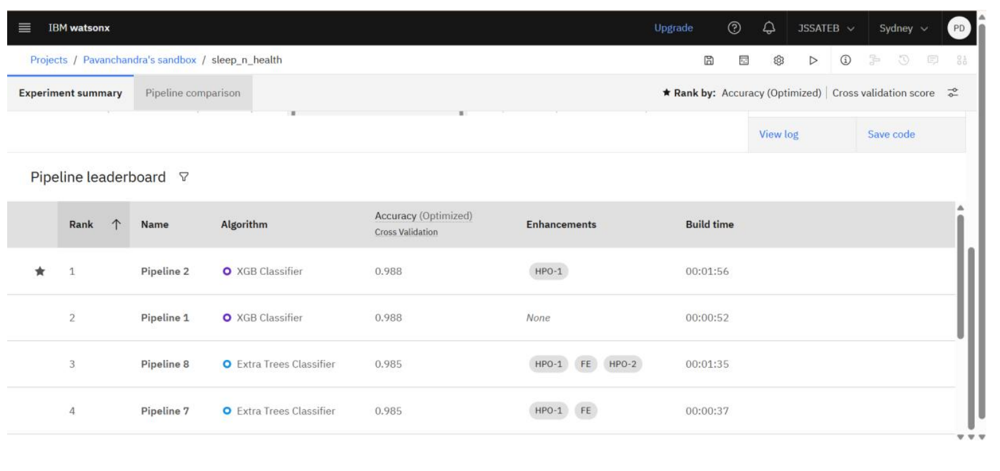 IBM watsonx Upgrade JSSATEB Sydney PD
Projects / Pavanchandra's sandbox / sleep_n_health
Experiment summary Pipeline comparison ★ Rank by: Accuracy (Optimized) | Cross validation score
View log Save code
Pipeline leaderboard
Rank ↑ Name Algorithm Accuracy (Optimized) Enhancements Build time
Cross Validation
★ 1 Pipeline 2 XGB Classifier 0.988 HPO-1 00:01:56
2 Pipeline 1 XGB Classifier 0.988 None 00:00:52
3 Pipeline 8 Extra Trees Classifier 0.985 HPO-1 FE HPO-2 00:01:35
4 Pipeline 7 Extra Trees Classifier 0.985 HPO-1 FE 00:00:37